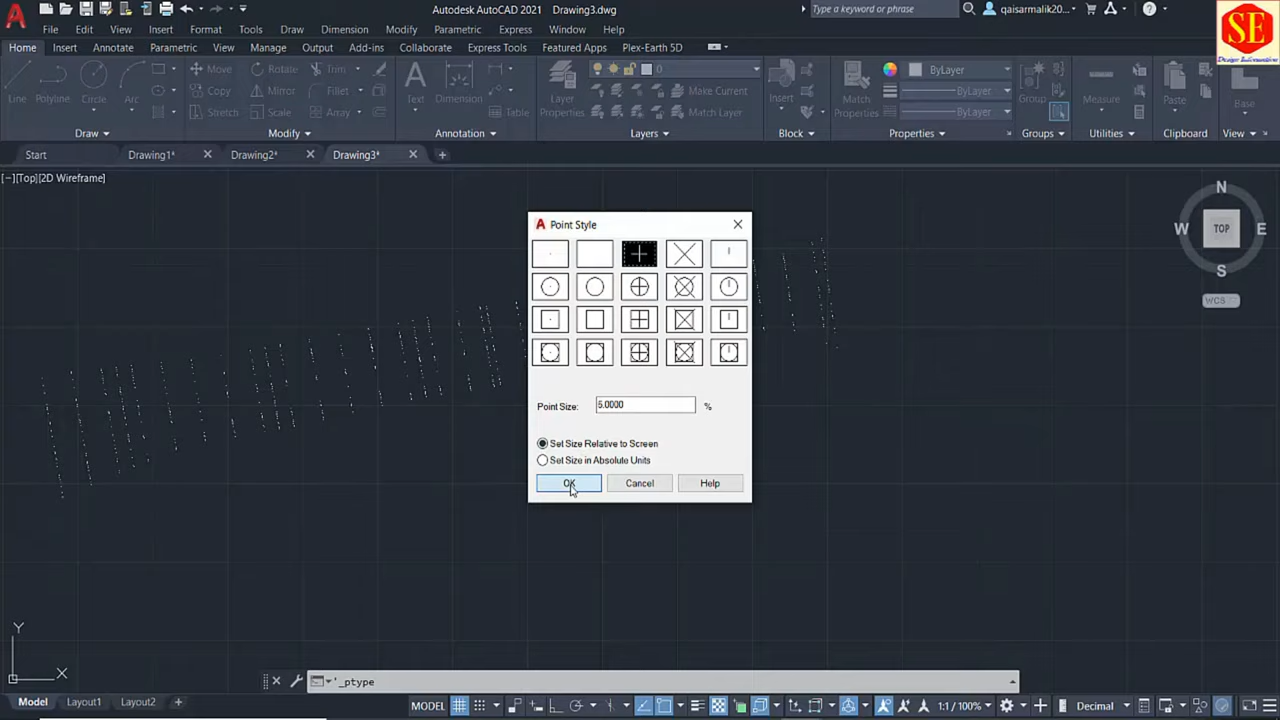 Autodesk AutoCAD 2021 Drawing3.dwg
Type a keyword or phrase
qaisarmalik20...
SE
Design Informative
File Edit View Insert Format Tools Draw Dimension Modify Parametric Express Window Help
Home Insert Annotate Parametric View Manage Output Add-ins Collaborate Express Tools Featured Apps Plex-Earth 5D
Line Polyline Circle Arc
Move Rotate Trim
Copy Mirror Fillet
Stretch Scale Array
Text Dimension Table
Layer Properties
0
Make Current
Match Layer
Insert
Match Properties
ByLayer
ByLayer
ByLayer
Group
Measure
Paste
Base
Draw Modify Annotation Layers Block Properties Groups Utilities Clipboard View
Start Drawing1* Drawing2* Drawing3*
[−][Top][2D Wireframe]
N
W TOP E
S
WCS
Point Style
Point Size: 5.0000 %
Set Size Relative to Screen
Set Size in Absolute Units
OK Cancel Help
Y
X
'_ptype
Model Layout1 Layout2
MODEL 1:1 / 100% Decimal